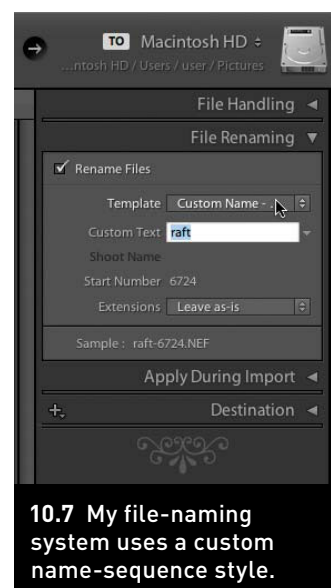 TO Macintosh HD
...ntosh HD / Users / user / Pictures
File Handling
File Renaming
Rename Files
Template Custom Name - ...
Custom Text raft
Shoot Name
Start Number 6724
Extensions Leave as-is
Sample : raft-6724.NEF
Apply During Import
Destination
10.7 My file-naming
system uses a custom
name-sequence style.